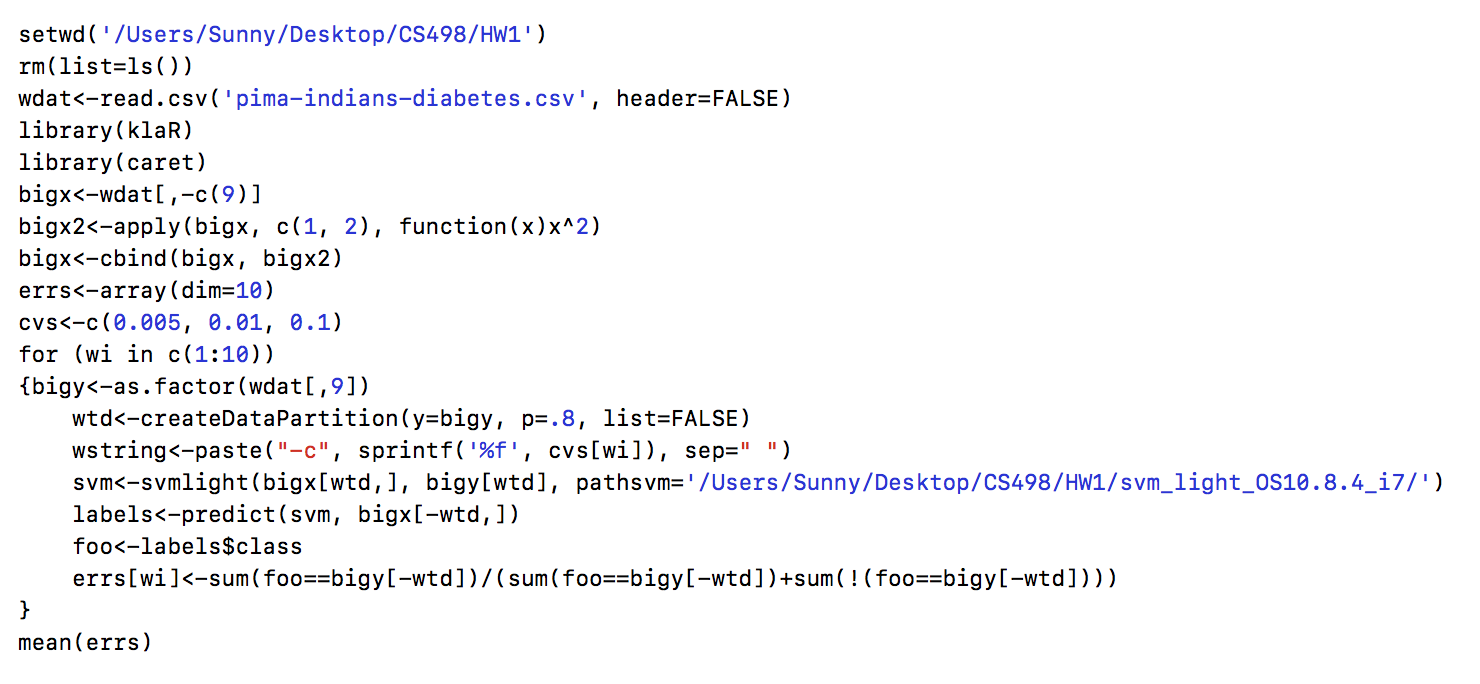 setwd('/Users/Sunny/Desktop/CS498/HW1')
rm(list=ls())
wdat<-read.csv('pima-indians-diabetes.csv', header=FALSE)
library(klaR)
library(caret)
bigx<-wdat[,-c(9)]
bigx2<-apply(bigx, c(1, 2), function(x)x^2)
bigx<-cbind(bigx, bigx2)
errs<-array(dim=10)
cvs<-c(0.005, 0.01, 0.1)
for (wi in c(1:10))
{bigy<-as.factor(wdat[,9])
    wtd<-createDataPartition(y=bigy, p=.8, list=FALSE)
    wstring<-paste("-c", sprintf('%f', cvs[wi]), sep=" ")
    svm<-svmlight(bigx[wtd,], bigy[wtd], pathsvm='/Users/Sunny/Desktop/CS498/HW1/svm_light_OS10.8.4_i7/')
    labels<-predict(svm, bigx[-wtd,])
    foo<-labels$class
    errs[wi]<-sum(foo==bigy[-wtd])/(sum(foo==bigy[-wtd])+sum(!(foo==bigy[-wtd])))
}
mean(errs)